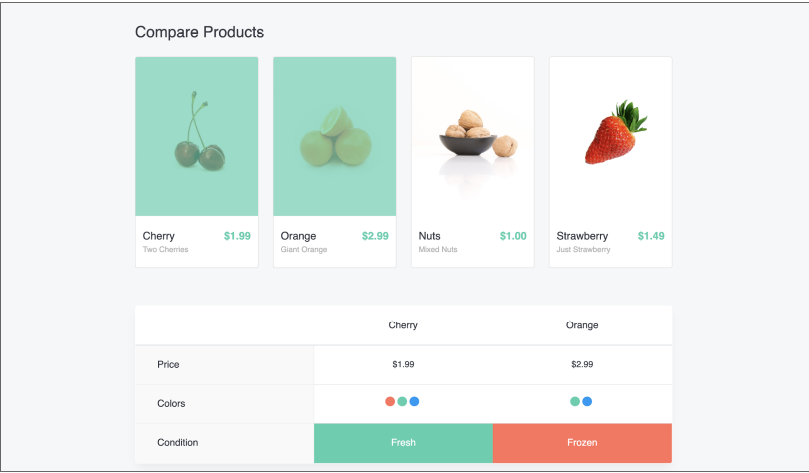 Compare Products
Cherry $1.99
Two Cherries
Orange $2.99
Giant Orange
Nuts $1.00
Mixed Nuts
Strawberry $1.49
Just Strawberry
Cherry Orange
Price $1.99 $2.99
Colors
Condition Fresh Frozen